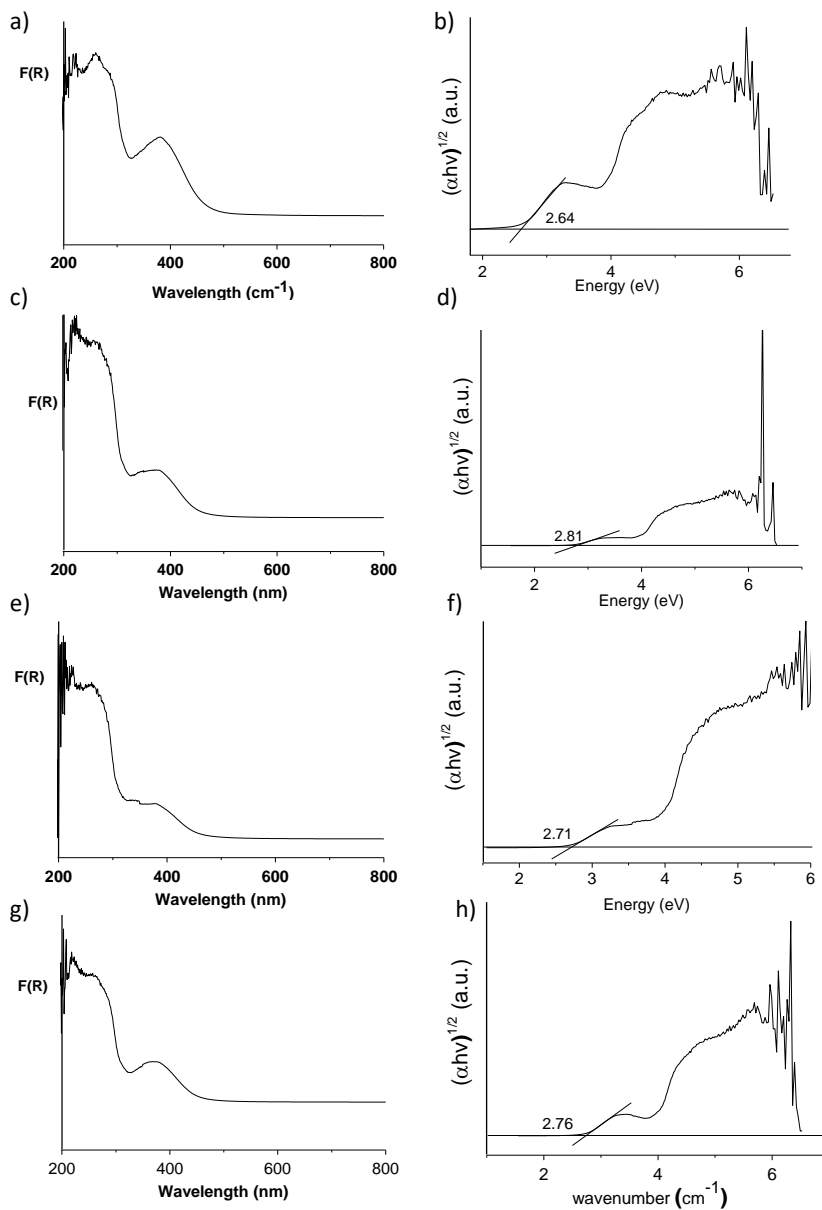 a)
F(R)
200 400 600 800
Wavelength (cm-1)
b)
(αhν)1/2 (a.u.)
2.64
2 4 6
Energy (eV)
c)
F(R)
200 400 600 800
Wavelength (nm)
d)
(αhν)1/2 (a.u.)
2.81
2 4 6
Energy (eV)
e)
F(R)
200 400 600 800
Wavelength (nm)
f)
(αhν)1/2 (a.u.)
2.71
2 3 4 5 6
Energy (eV)
g)
F(R)
200 400 600 800
Wavelength (nm)
h)
(αhν)1/2 (a.u.)
2.76
2 4 6
wavenumber (cm-1)